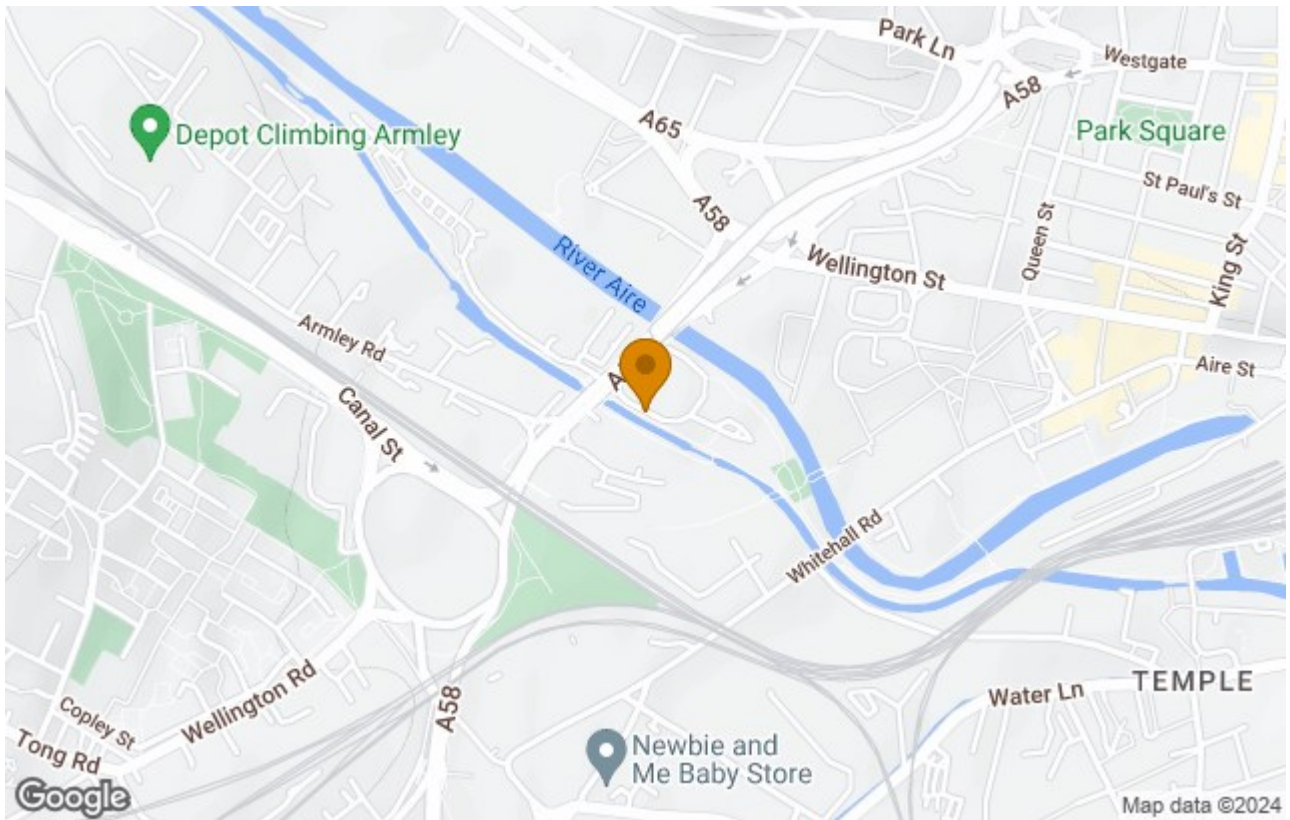 Park Ln
Westgate
A58
A65
Depot Climbing Armley
Park Square
St Paul's St
A58
Queen St
River Aire
Wellington St
King St
Armley Rd
Aire St
Canal St
Whitehall Rd
Wellington Rd
TEMPLE
Water Ln
A58
Copley St
Tong Rd
Newbie and
Me Baby Store
Google
Map data ©2024